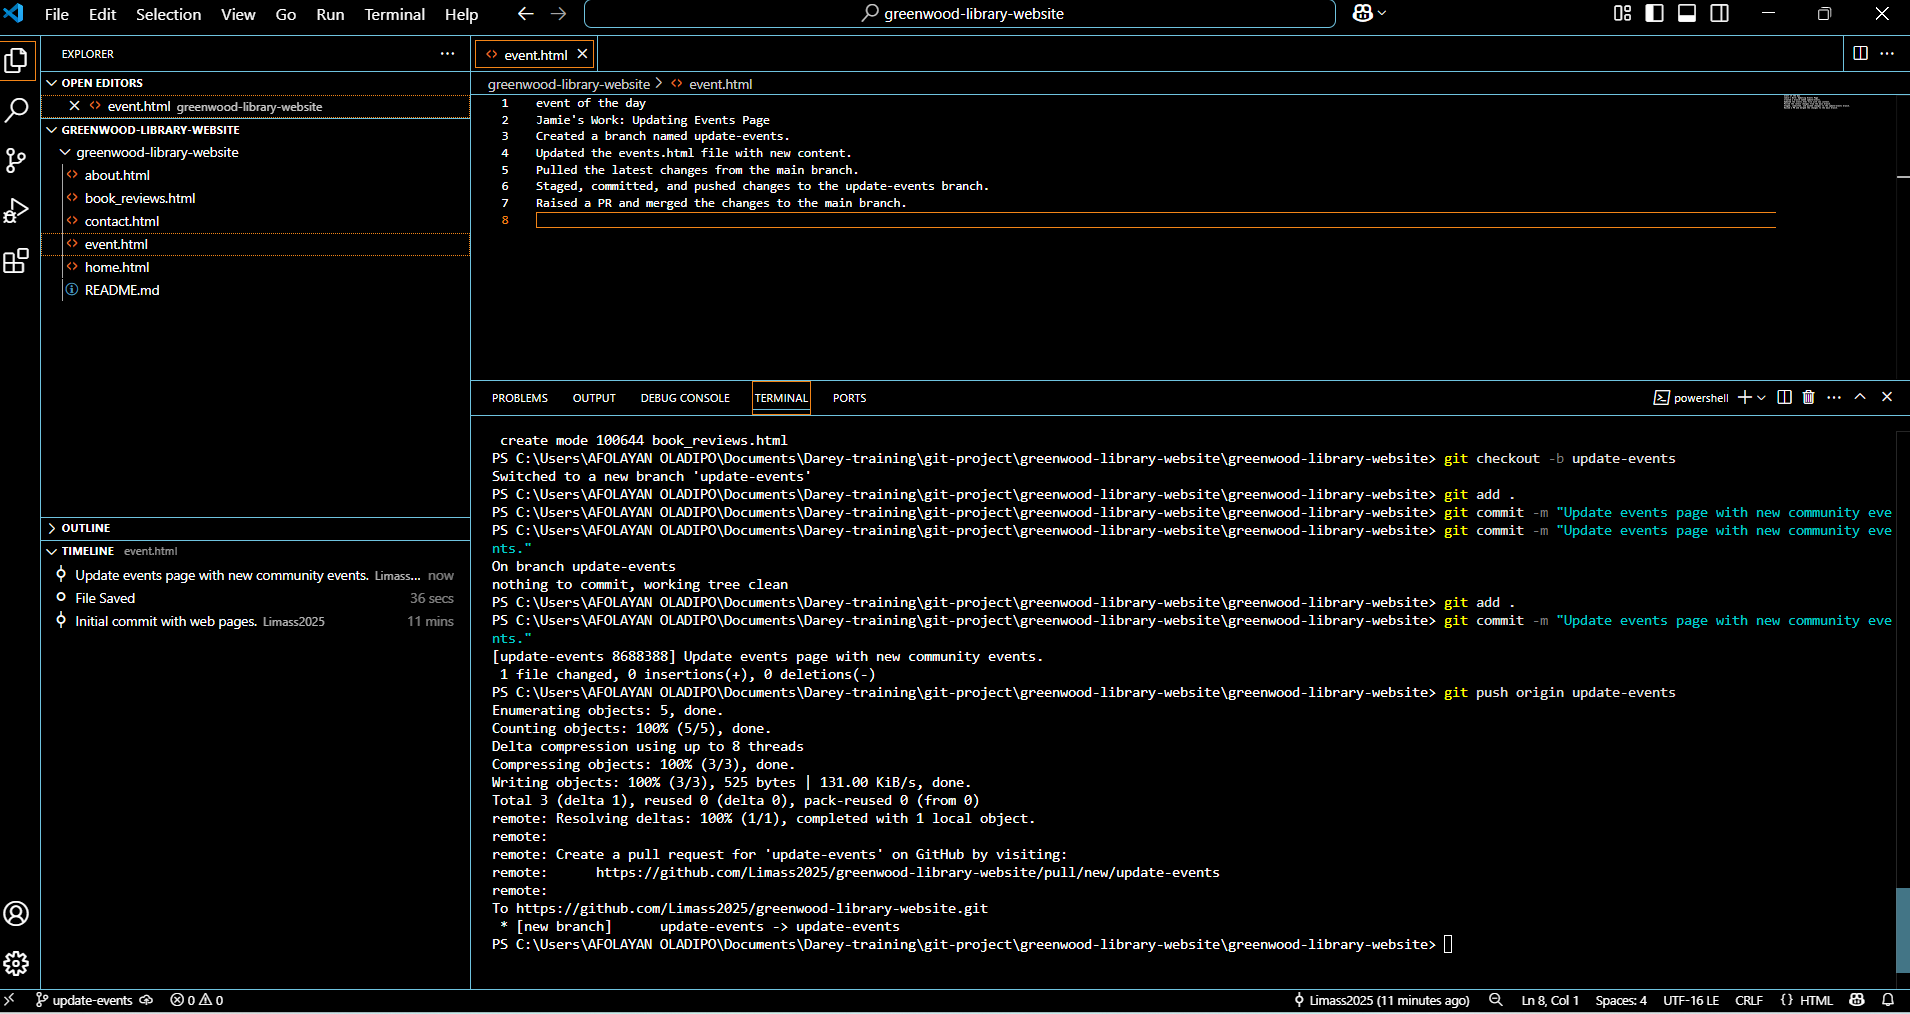 File Edit Selection View Go Run Terminal Help
greenwood-library-website
EXPLORER
OPEN EDITORS
event.html greenwood-library-website
GREENWOOD-LIBRARY-WEBSITE
greenwood-library-website
about.html
book_reviews.html
contact.html
event.html
home.html
README.md
OUTLINE
TIMELINE event.html
Update events page with new community events. Limass... now
File Saved 36 secs
Initial commit with web pages. Limass2025 11 mins
event.html
greenwood-library-website > event.html
1 event of the day
2 Jamie's Work: Updating Events Page
3 Created a branch named update-events.
4 Updated the events.html file with new content.
5 Pulled the latest changes from the main branch.
6 Staged, committed, and pushed changes to the update-events branch.
7 Raised a PR and merged the changes to the main branch.
8
PROBLEMS OUTPUT DEBUG CONSOLE TERMINAL PORTS
powershell
create mode 100644 book_reviews.html
PS C:\Users\AFOLAYAN OLADIPO\Documents\Darey-training\git-project\greenwood-library-website\greenwood-library-website> git checkout -b update-events
Switched to a new branch 'update-events'
PS C:\Users\AFOLAYAN OLADIPO\Documents\Darey-training\git-project\greenwood-library-website\greenwood-library-website> git add .
PS C:\Users\AFOLAYAN OLADIPO\Documents\Darey-training\git-project\greenwood-library-website\greenwood-library-website> git commit -m "Update events page with new community eve
PS C:\Users\AFOLAYAN OLADIPO\Documents\Darey-training\git-project\greenwood-library-website\greenwood-library-website> git commit -m "Update events page with new community eve
nts."
On branch update-events
nothing to commit, working tree clean
PS C:\Users\AFOLAYAN OLADIPO\Documents\Darey-training\git-project\greenwood-library-website\greenwood-library-website> git add .
PS C:\Users\AFOLAYAN OLADIPO\Documents\Darey-training\git-project\greenwood-library-website\greenwood-library-website> git commit -m "Update events page with new community eve
nts."
[update-events 8688388] Update events page with new community events.
1 file changed, 0 insertions(+), 0 deletions(-)
PS C:\Users\AFOLAYAN OLADIPO\Documents\Darey-training\git-project\greenwood-library-website\greenwood-library-website> git push origin update-events
Enumerating objects: 5, done.
Counting objects: 100% (5/5), done.
Delta compression using up to 8 threads
Compressing objects: 100% (3/3), done.
Writing objects: 100% (3/3), 525 bytes | 131.00 KiB/s, done.
Total 3 (delta 1), reused 0 (delta 0), pack-reused 0 (from 0)
remote: Resolving deltas: 100% (1/1), completed with 1 local object.
remote:
remote: Create a pull request for 'update-events' on GitHub by visiting:
remote: https://github.com/Limass2025/greenwood-library-website/pull/new/update-events
remote:
To https://github.com/Limass2025/greenwood-library-website.git
* [new branch] update-events -> update-events
PS C:\Users\AFOLAYAN OLADIPO\Documents\Darey-training\git-project\greenwood-library-website\greenwood-library-website>
update-events 0 0 Limass2025 (11 minutes ago) Ln 8, Col 1 Spaces: 4 UTF-16 LE CRLF {} HTML